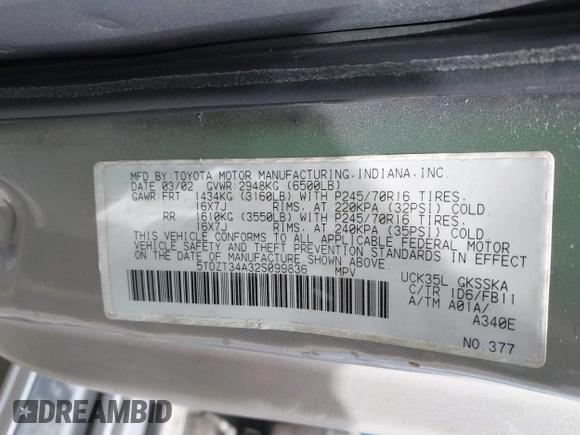 MFD BY:TOYOTA MOTOR MANUFACTURING.INDIANA.INC.
DATE 03/02 GVWR:2948KG (6500LB)
GAWR:FRT 1434KG (3160LB) WITH P245/70R16 TIRES.
16X7J RIMS.AT 220KPA (32PSI) COLD
RR 1610KG (3550LB) WITH P245/70R16 TIRES.
16X7J RIMS.AT 240KPA (35PSI) COLD
THIS VEHICLE CONFORMS TO ALL APPLICABLE FEDERAL MOTOR
VEHICLE SAFETY AND THEFT PREVENTION STANDARDS IN EFFECT
ON THE DATE OF MANUFACTURE SHOWN ABOVE.
5TDZT34A32S099836 MPV
UCK35L GKSSKA
C/TR 1D6/FB11
A/TM A01A/
A340E
NO.377
DREAMBID